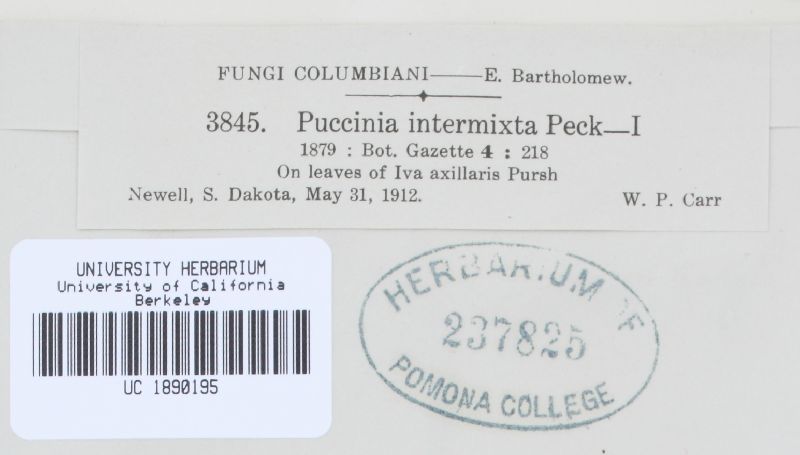 FUNGI COLUMBIANI——E. Bartholomew.
3845. Puccinia intermixta Peck—I
1879 : Bot. Gazette 4 : 218
On leaves of Iva axillaris Pursh
Newell, S. Dakota, May 31, 1912. W. P. Carr
UNIVERSITY HERBARIUM
University of California
Berkeley
UC 1890195
HERBARIUM OF
237825
POMONA COLLEGE